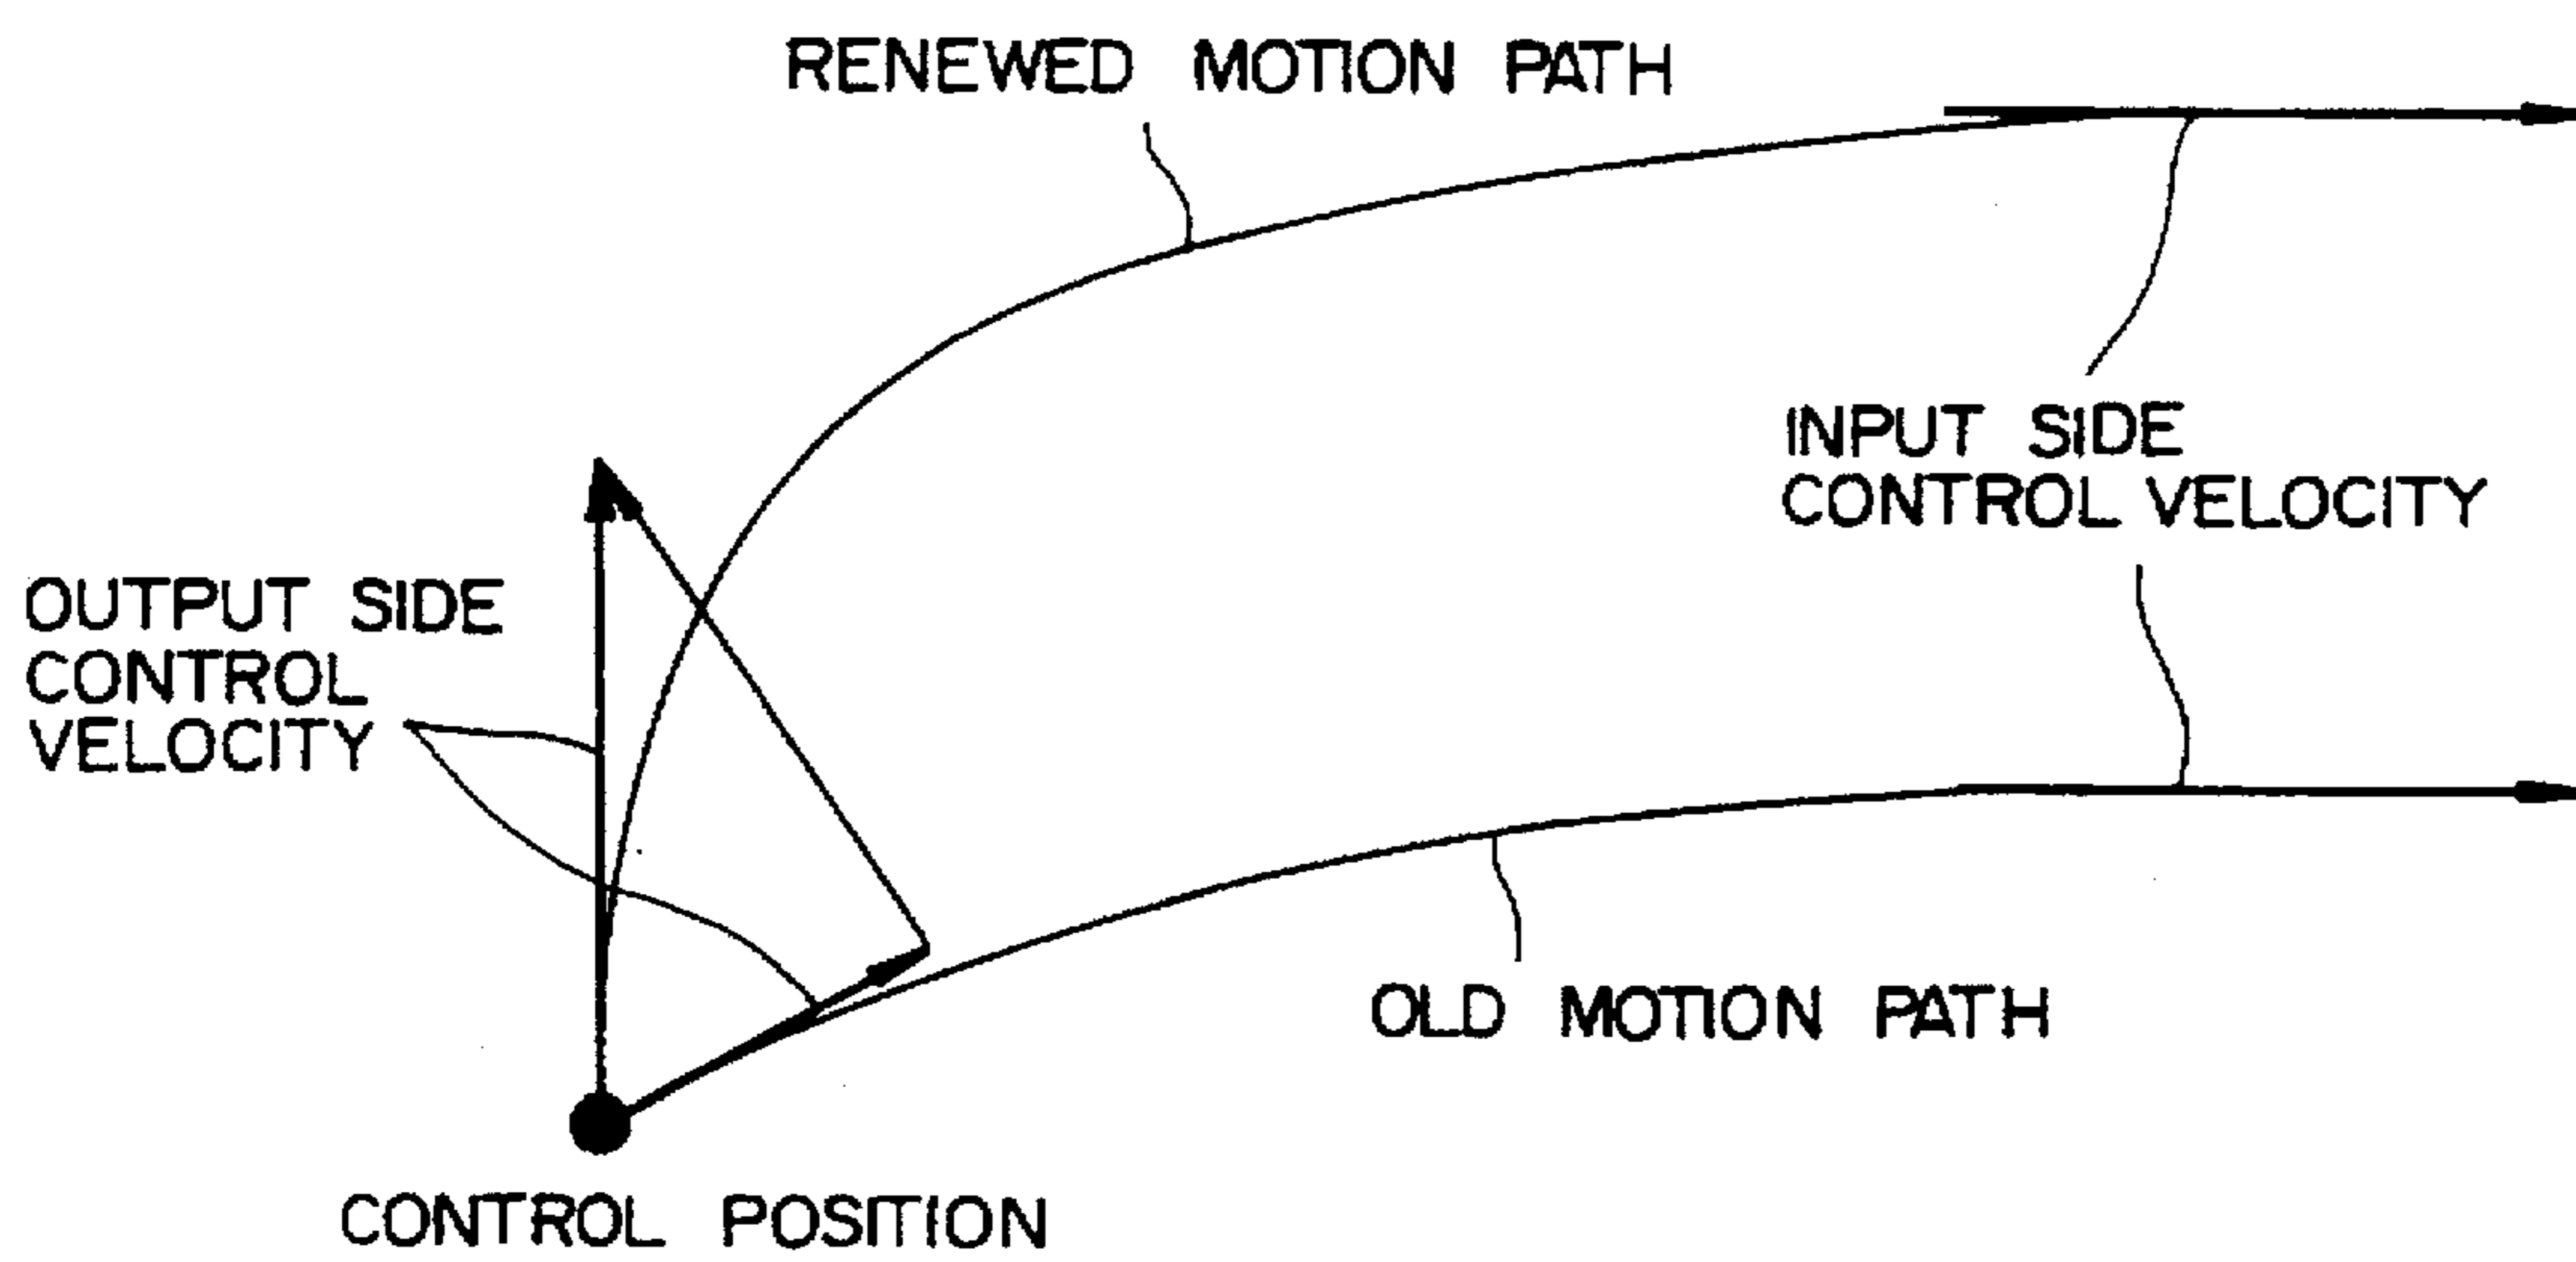 RENEWED MOTION PATH
INPUT SIDE
CONTROL VELOCITY
OUTPUT SIDE
CONTROL
VELOCITY
OLD MOTION PATH
CONTROL POSITION